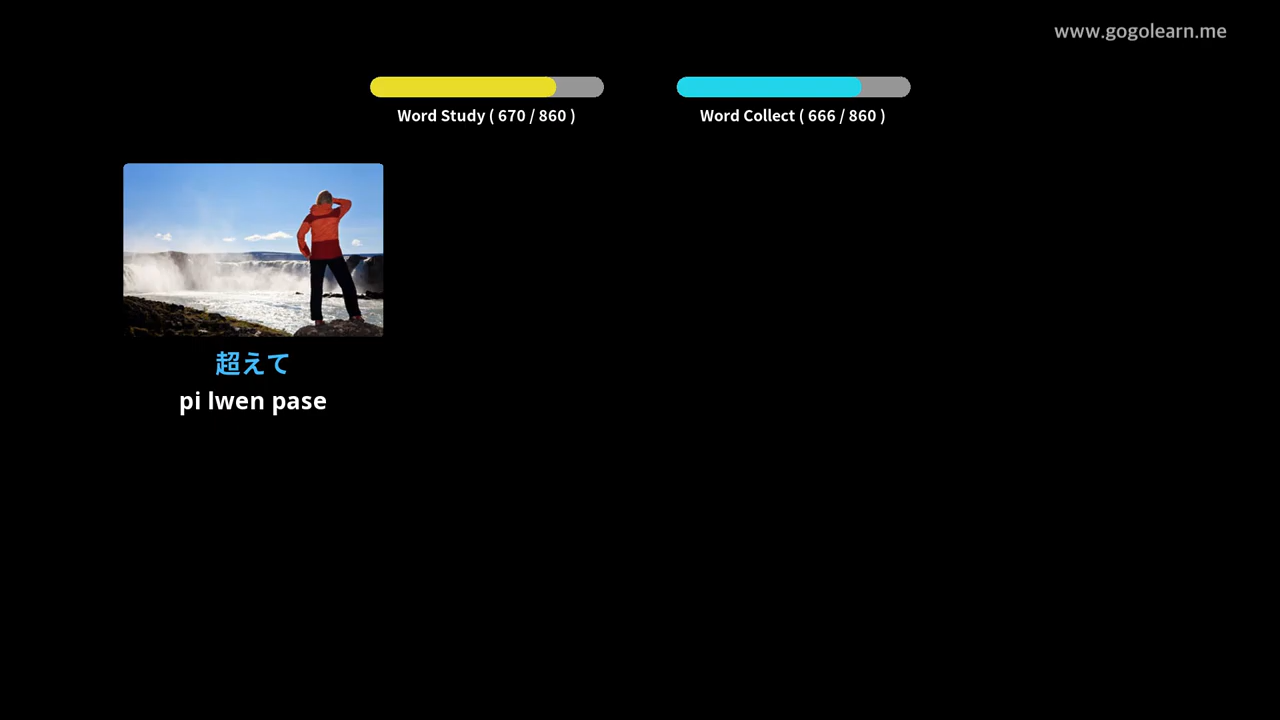 www.gogolearn.me
Word Study ( 670 / 860 )
Word Collect ( 666 / 860 )
超えて
pi lwen pase